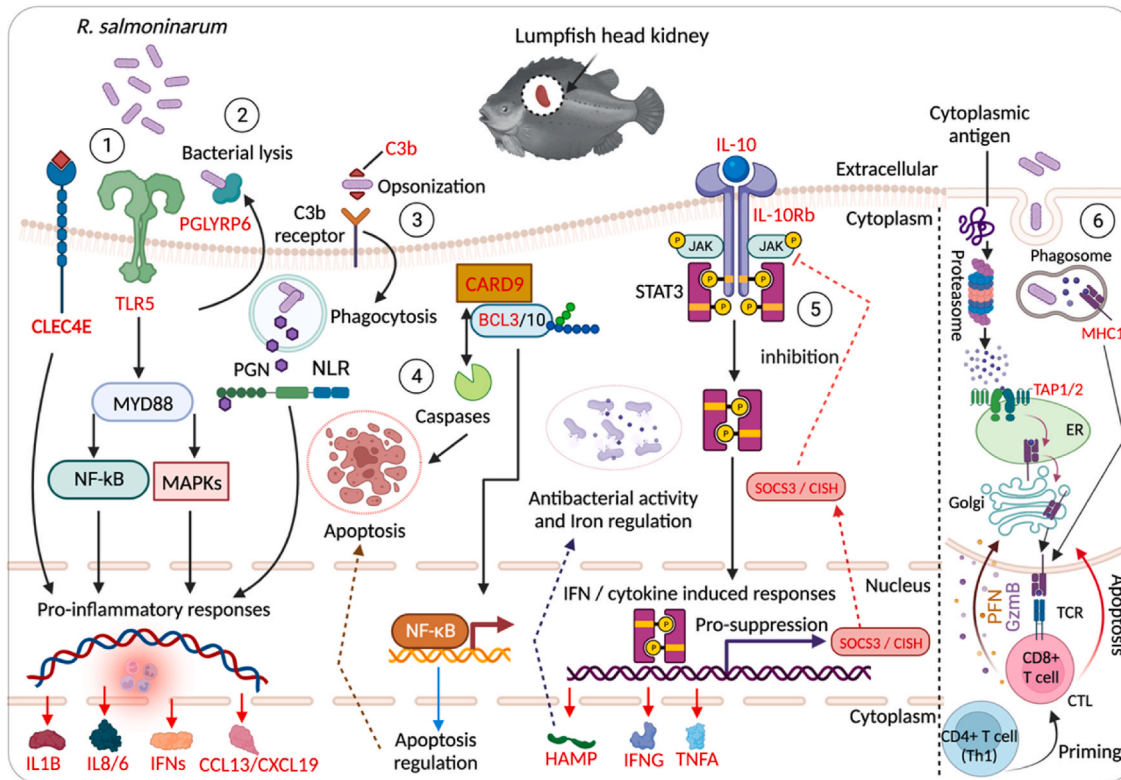 R. salmoninarum
Lumpfish head kidney
1
2
Bacterial lysis
PGLYRP6
C3b
Opsonization
C3b
receptor
3
TLR5
CLEC4E
Phagocytosis
PGN
NLR
MYD88
NF-kB
MAPKs
CARD9
BCL3/10
4
Caspases
Apoptosis
IL-10
IL-10Rb
Extracellular
Cytoplasm
P
JAK
JAK
P
STAT3
P
P
P
P
5
inhibition
P
P
SOCS3 / CISH
Antibacterial activity
and Iron regulation
Cytoplasmic
antigen
6
Proteasome
Phagosome
MHC1
TAP1/2
ER
Golgi
Nucleus
Pro-inflammatory responses
NF-κB
IFN / cytokine induced responses
P
P
Pro-suppression
SOCS3 / CISH
PFN
GzmB
TCR
Apoptosis
CD8+
T cell
CTL
Cytoplasm
CD4+ T cell
(Th1)
Priming
IL1B
IL8/6
IFNs
CCL13/CXCL19
Apoptosis
regulation
HAMP
IFNG
TNFA